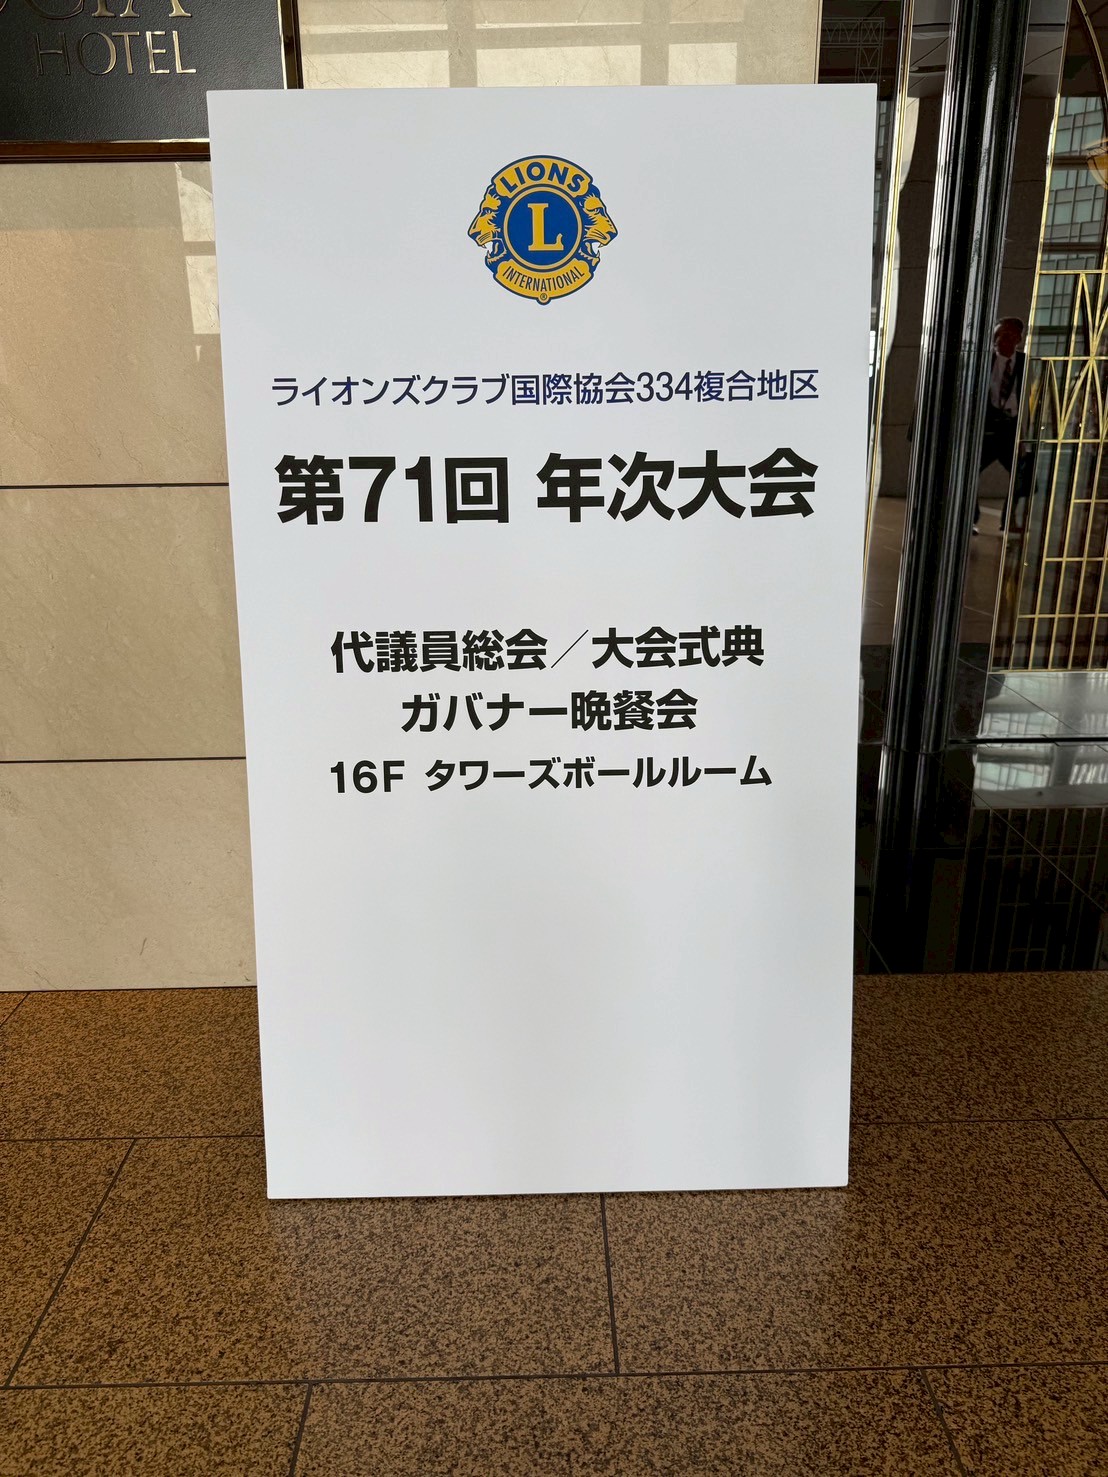 HOTEL
LIONS
L
INTERNATIONAL
®
ライオンズクラブ国際協会334複合地区
第71回 年次大会
代議員総会／大会式典
ガバナー晩餐会
16F タワーズボールルーム